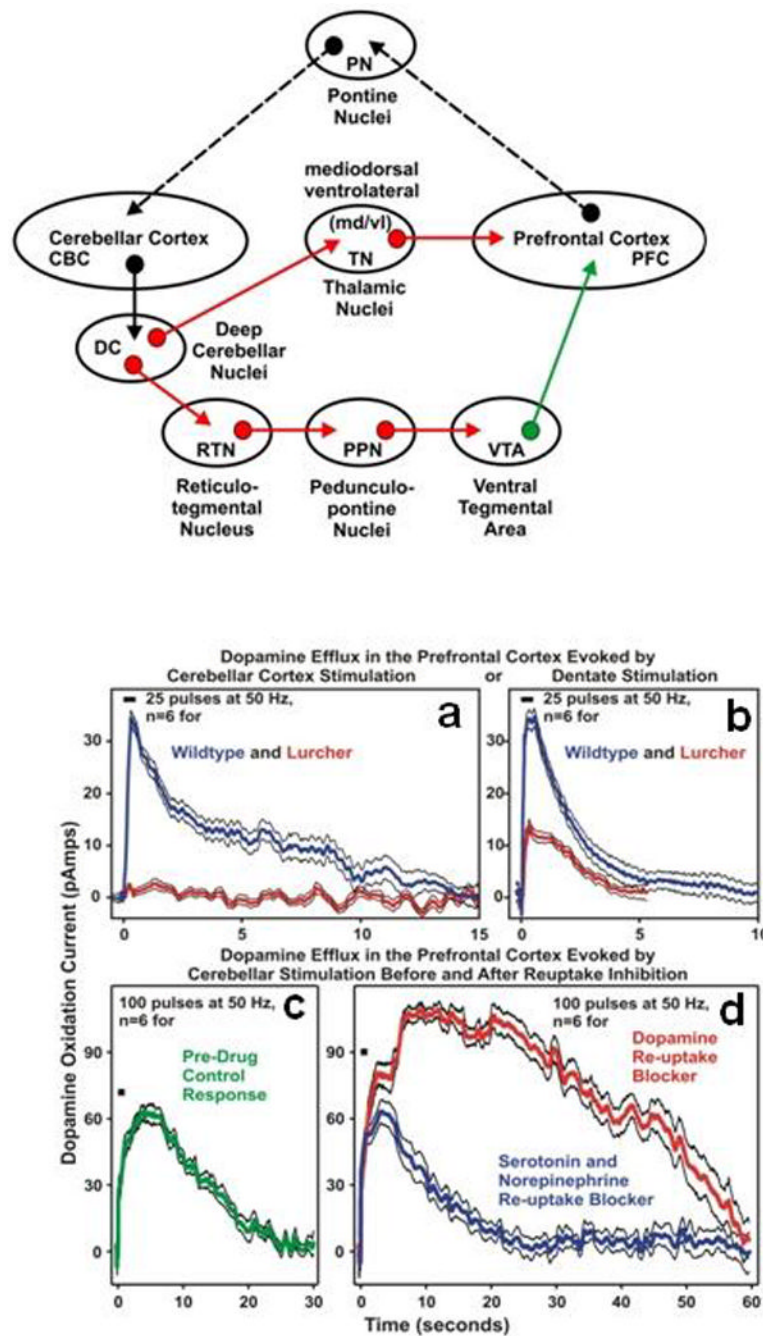 PN
Pontine
Nuclei
mediodorsal
ventrolateral
(md/vl)
TN
Thalamic
Nuclei
Cerebellar Cortex
CBC
Prefrontal Cortex
PFC
DC
Deep
Cerebellar
Nuclei
RTN
PPN
VTA
Reticulo-
tegmental
Nucleus
Pedunculo-
pontine
Nuclei
Ventral
Tegmental
Area
Dopamine Efflux in the Prefrontal Cortex Evoked by
Cerebellar Cortex Stimulation or Dentate Stimulation
25 pulses at 50 Hz,
n=6 for
a
Wildtype and Lurcher
30
20
10
0
0 5 10 15
25 pulses at 50 Hz,
n=6 for
b
Wildtype and Lurcher
0 5 10
Dopamine Efflux in the Prefrontal Cortex Evoked by
Cerebellar Stimulation Before and After Reuptake Inhibition
100 pulses at 50 Hz,
n=6 for
c
Pre-Drug
Control
Response
90
60
30
0
0 10 20 30
100 pulses at 50 Hz,
n=6 for
d
Dopamine
Re-uptake
Blocker
Serotonin and
Norepinephrine
Re-uptake Blocker
0 10 20 30 40 50 60
Dopamine Oxidation Current (pAmps)
Time (seconds)